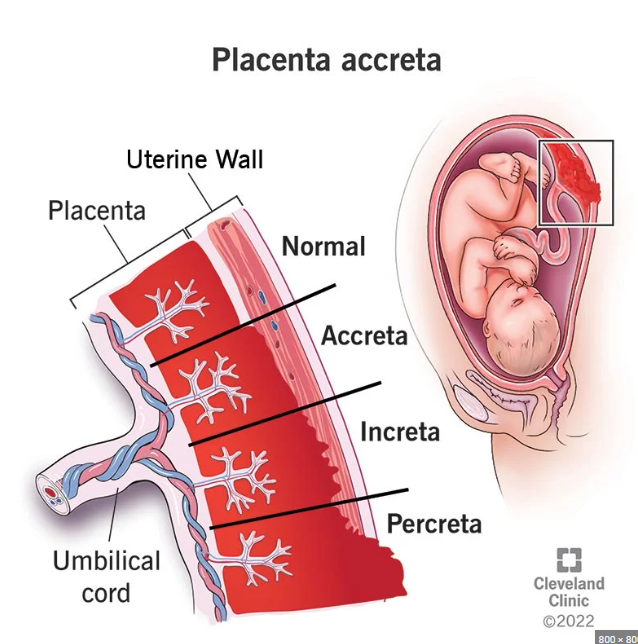 Placenta accreta
Uterine Wall
Placenta
Normal
Accreta
Increta
Percreta
Umbilical
cord
Cleveland
Clinic
©2022
800 × 80